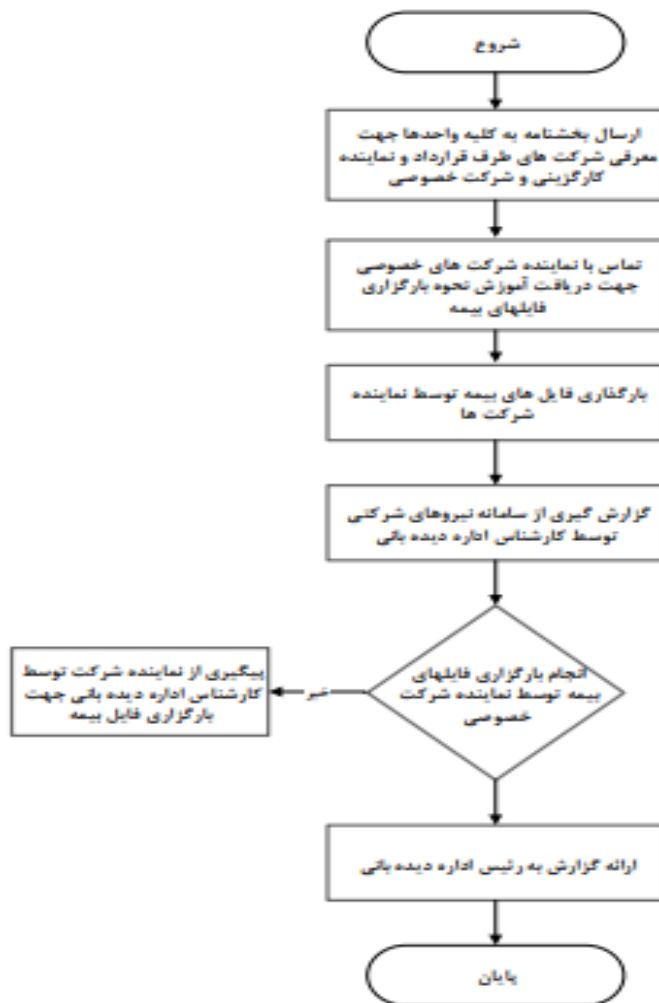 شروع
ارسال بخشنامه به کلیه واحدها جهت
معرفی شرکت های طرف قرارداد و نماینده
کارگزینی و شرکت خصوصی
تماس با نماینده شرکت های خصوصی
جهت دریافت آموزش نحوه بارگزاری
فایلهای بیمه
بارگذاری فایل های بیمه توسط نماینده
شرکت ها
گزارش گیری از سامانه نیروهای شرکتی
توسط کارشناس اداره دیده بانی
انجام بارگزاری فایلهای
بیمه توسط نماینده شرکت
خصوصی
خیر
پیگیری از نماینده شرکت توسط
کارشناس اداره دیده بانی جهت
بارگزاری فایل بیمه
ارائه گزارش به رئیس اداره دیده بانی
پایان